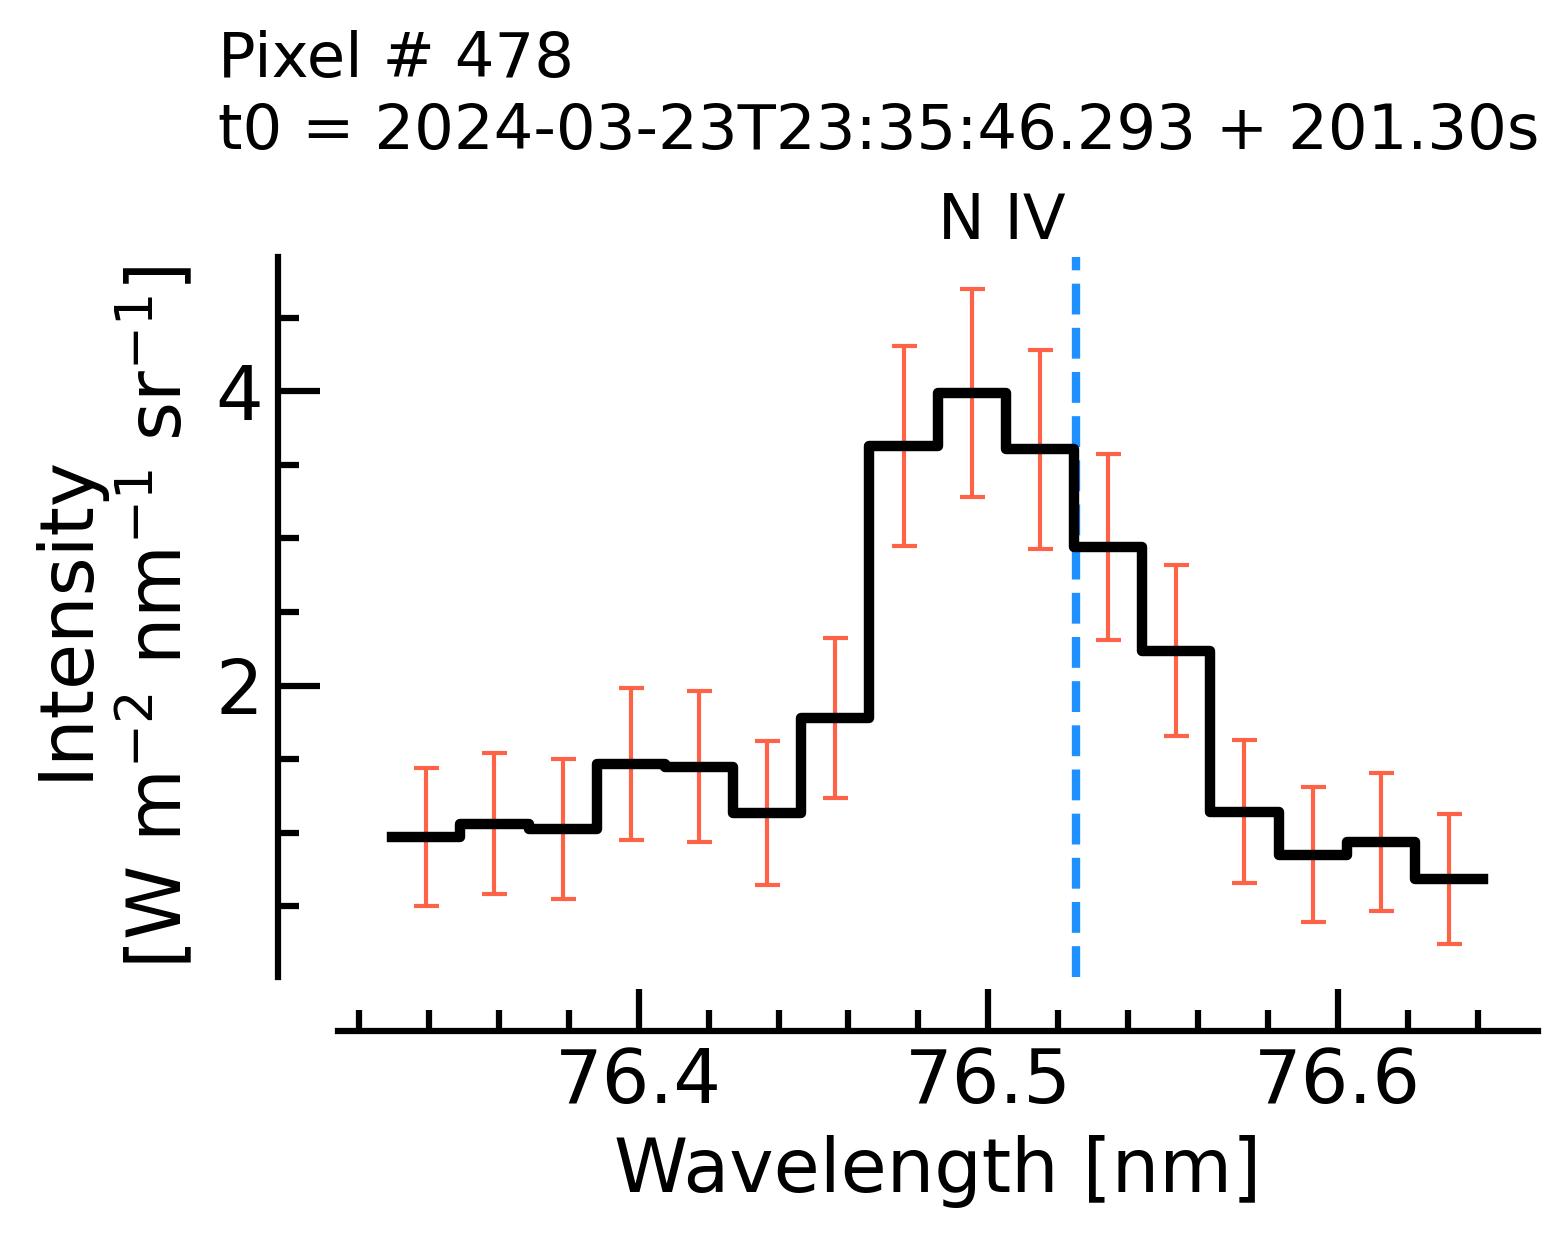 Pixel # 478
t0 = 2024-03-23T23:35:46.293 + 201.30s
N IV
Intensity
[W m⁻² nm⁻¹ sr⁻¹]
4
2
76.4 76.5 76.6
Wavelength [nm]